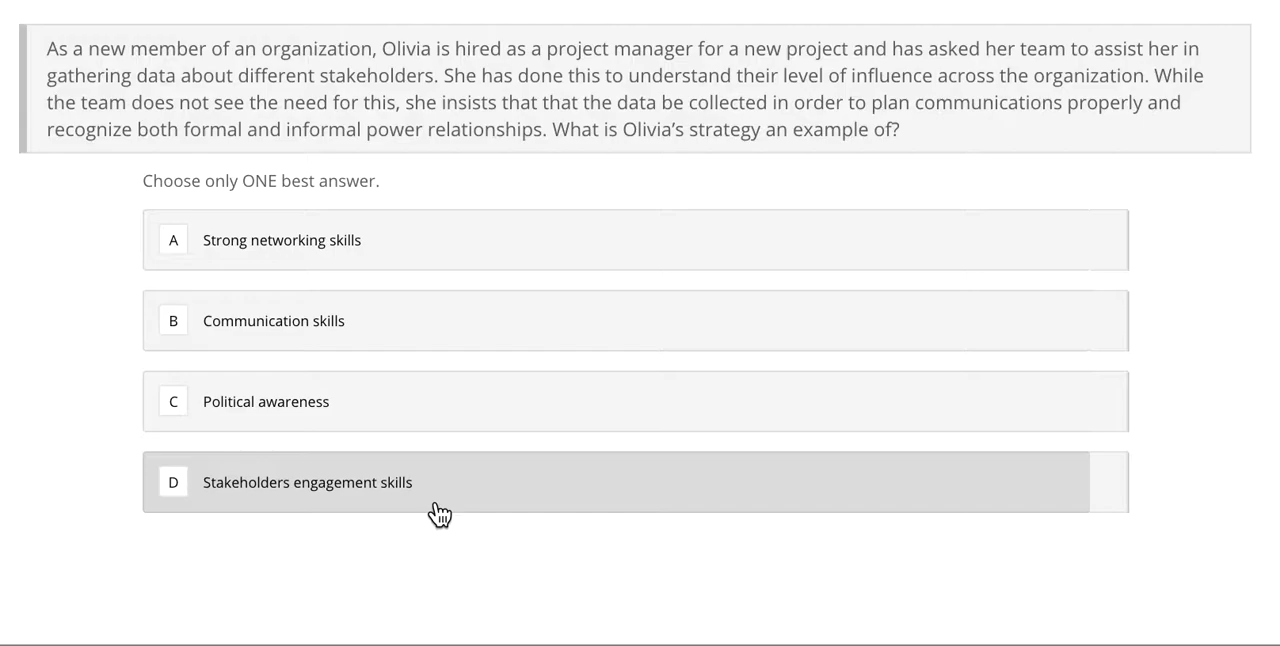 As a new member of an organization, Olivia is hired as a project manager for a new project and has asked her team to assist her in
gathering data about different stakeholders. She has done this to understand their level of influence across the organization. While
the team does not see the need for this, she insists that that the data be collected in order to plan communications properly and
recognize both formal and informal power relationships. What is Olivia’s strategy an example of?
Choose only ONE best answer.
A Strong networking skills
B Communication skills
C Political awareness
D Stakeholders engagement skills